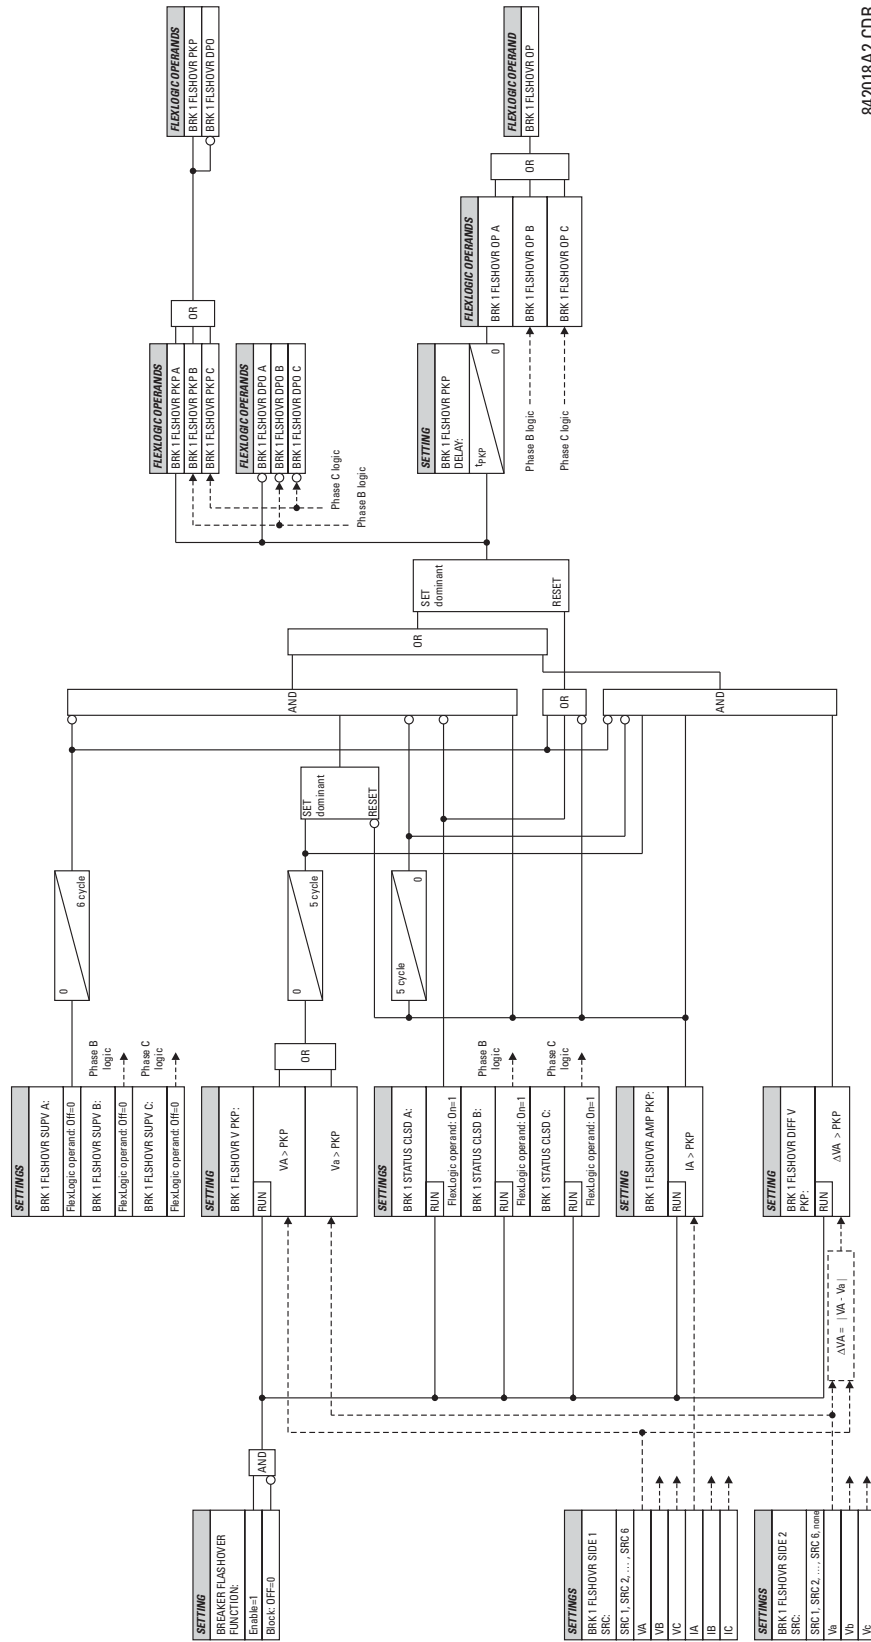 SETTING
BREAKER FLASHOVER
FUNCTION:
Enable=1
Block: OFF=0
AND
SETTINGS
BRK 1 FLSHOVR SIDE 1
SRC:
SRC 1, SRC 2, ... , SRC 6
VA
VB
VC
IA
IB
IC
SETTINGS
BRK 1 FLSHOVR SIDE 2
SRC:
SRC 1, SRC 2, ... , SRC 6, none
Va
Vb
Vc
ΔVA = | VA - Va |
SETTINGS
BRK 1 FLSHOVR SUPV A:
FlexLogic operand: Off=0
BRK 1 FLSHOVR SUPV B:
FlexLogic operand: Off=0
BRK 1 FLSHOVR SUPV C:
FlexLogic operand: Off=0
Phase B
logic
Phase C
logic
SETTING
BRK 1 FLSHOVR V PKP:
RUN
VA > PKP
Va > PKP
OR
SETTINGS
BRK 1 STATUS CLSD A:
RUN
FlexLogic operand: On=1
BRK 1 STATUS CLSD B:
RUN
FlexLogic operand: On=1
BRK 1 STATUS CLSD C:
RUN
FlexLogic operand: On=1
Phase B
logic
Phase C
logic
SETTING
BRK 1 FLSHOVR AMP PKP:
RUN
IA > PKP
SETTING
BRK 1 FLSHOVR DIFF V
PKP:
RUN
ΔVA > PKP
0
6 cycle
0
5 cycle
5 cycle
0
SET
dominant
RESET
AND
OR
AND
OR
SET
dominant
RESET
Phase C logic
Phase B logic
FLEXLOGIC OPERANDS
BRK 1 FLSHOVR PKP A
BRK 1 FLSHOVR PKP B
BRK 1 FLSHOVR PKP C
FLEXLOGIC OPERANDS
BRK 1 FLSHOVR DPO A
BRK 1 FLSHOVR DPO B
BRK 1 FLSHOVR DPO C
OR
FLEXLOGIC OPERANDS
BRK 1 FLSHOVR PKP
BRK 1 FLSHOVR DPO
SETTING
BRK 1 FLSHOVR PKP
DELAY:
tPKP
0
Phase B logic
Phase C logic
FLEXLOGIC OPERANDS
BRK 1 FLSHOVR OP A
BRK 1 FLSHOVR OP B
BRK 1 FLSHOVR OP C
OR
FLEXLOGIC OPERAND
BRK 1 FLSHOVR OP
842018A2.CDR